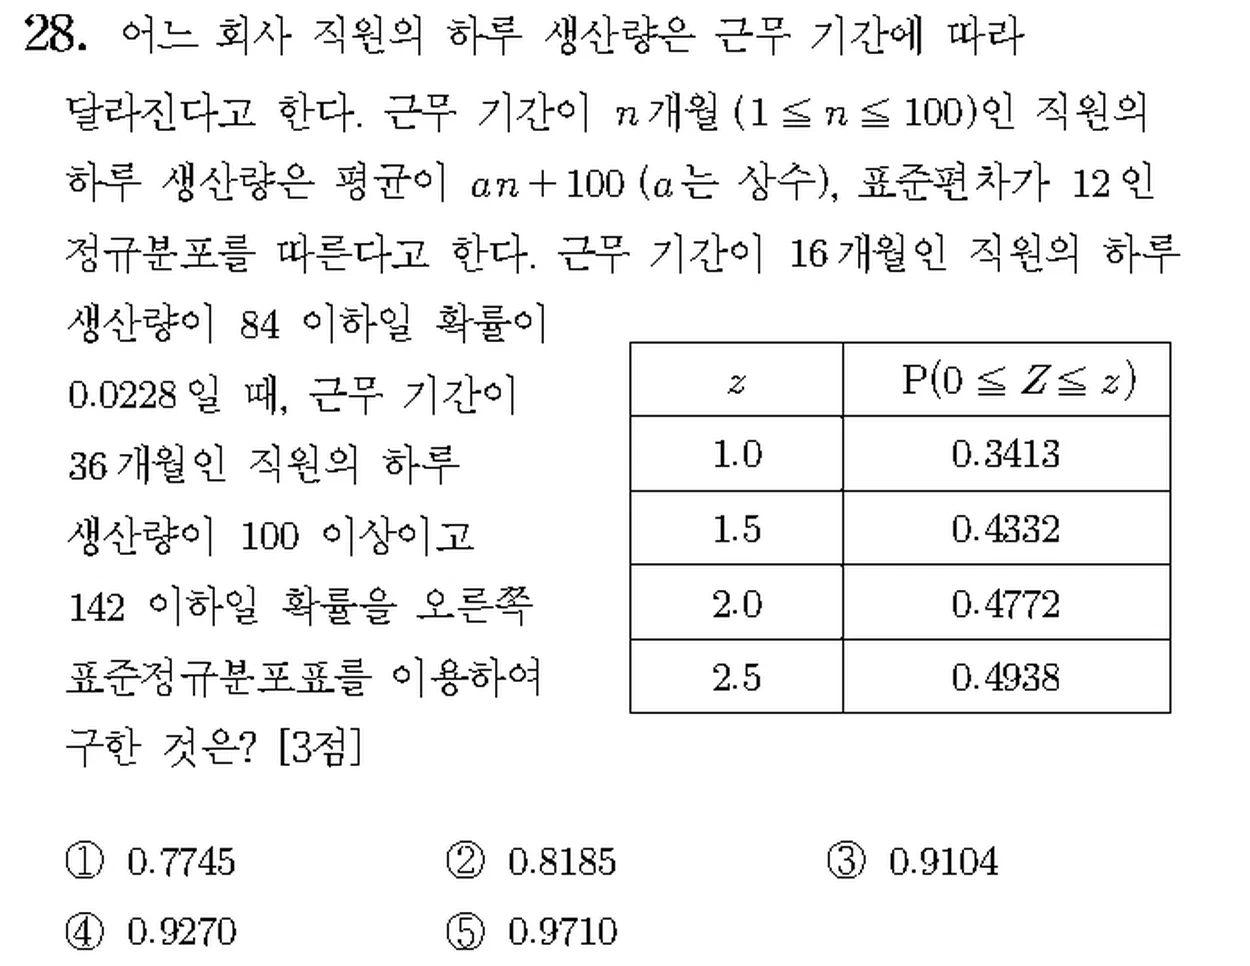 28. 어느 회사 직원의 하루 생산량은 근무 기간에 따라
달라진다고 한다. 근무 기간이 n개월 (1 ≦ n ≦ 100)인 직원의
하루 생산량은 평균이 an+100 (a는 상수), 표준편차가 12인
정규분포를 따른다고 한다. 근무 기간이 16개월인 직원의 하루
생산량이 84 이하일 확률이
0.0228일 때, 근무 기간이
36개월인 직원의 하루
생산량이 100 이상이고
142 이하일 확률을 오른쪽
표준정규분포표를 이용하여
구한 것은? [3점]
z P(0 ≦ Z ≦ z)
1.0 0.3413
1.5 0.4332
2.0 0.4772
2.5 0.4938
① 0.7745 ② 0.8185 ③ 0.9104
④ 0.9270 ⑤ 0.9710